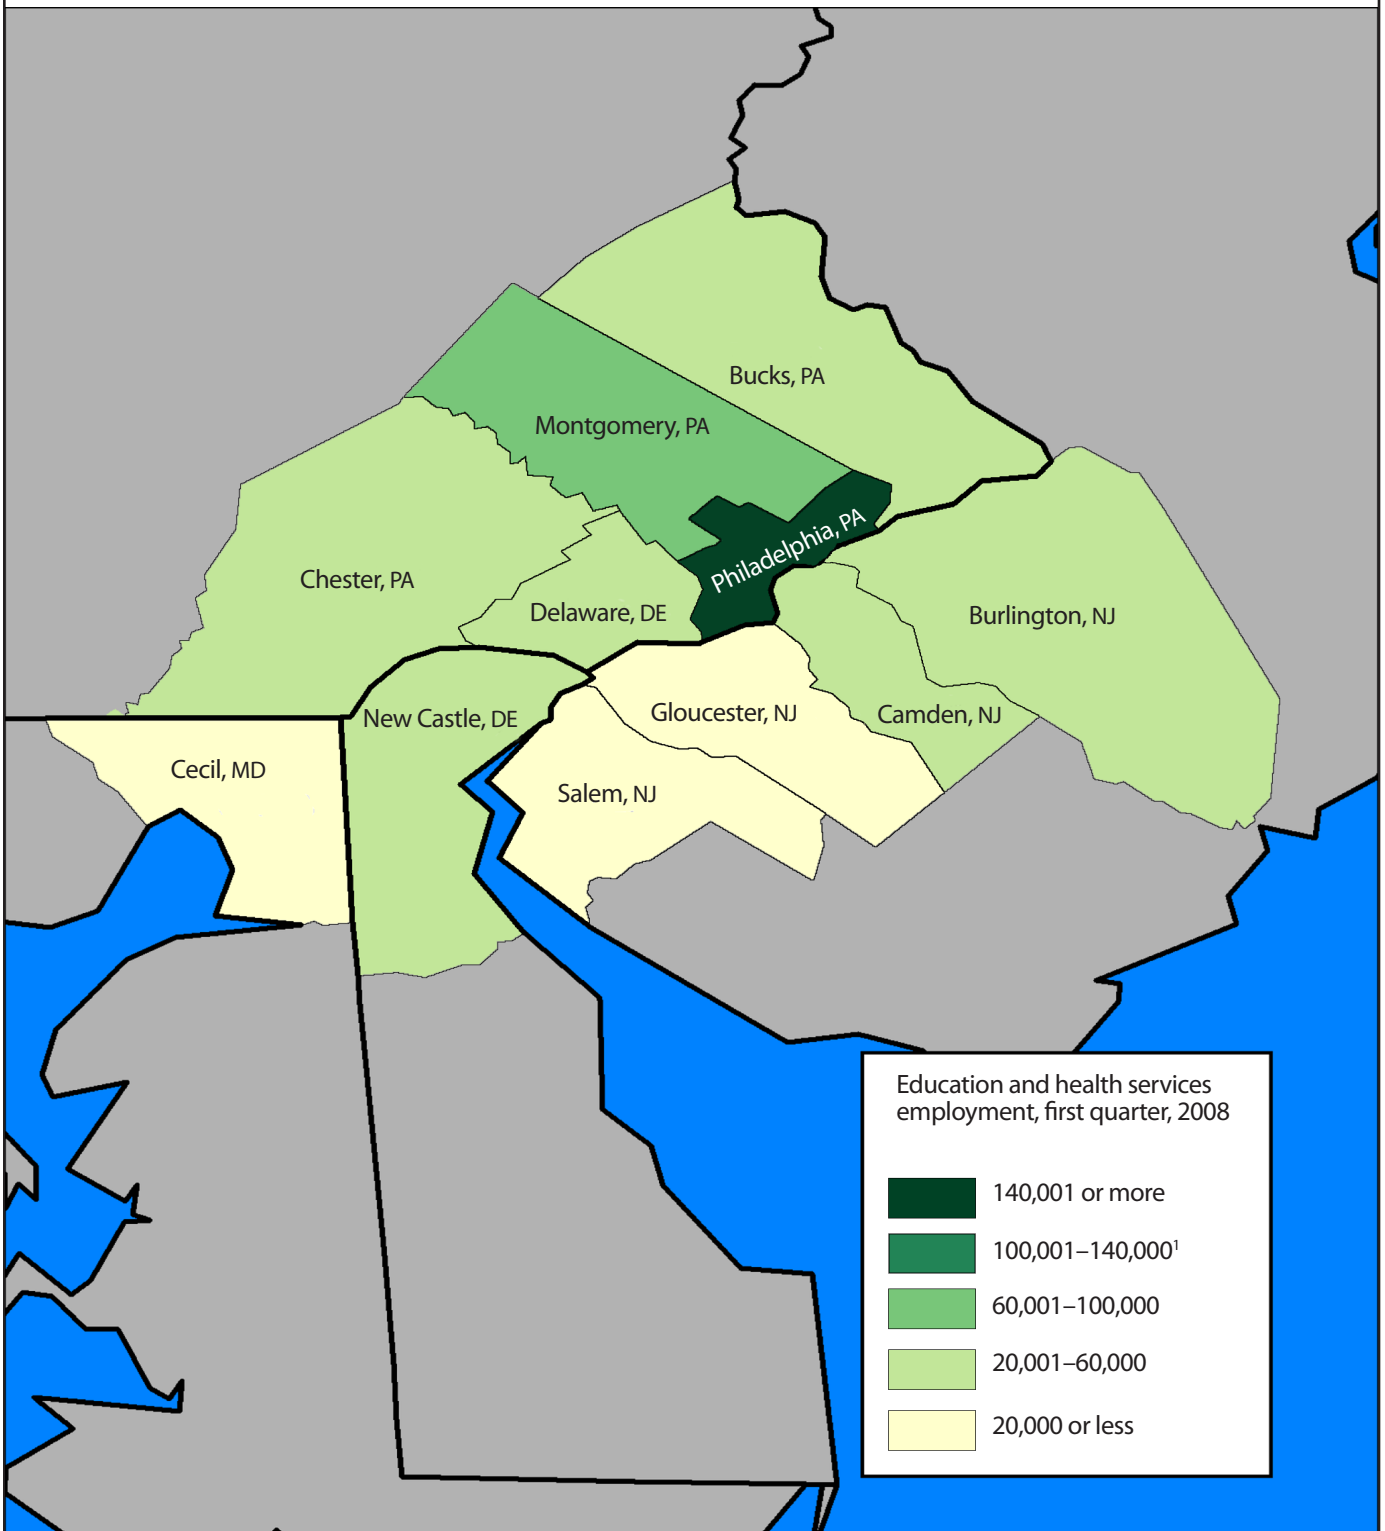 Bucks, PA
Montgomery, PA
Philadelphia, PA
Chester, PA
Delaware, DE
Burlington, NJ
New Castle, DE
Gloucester, NJ
Camden, NJ
Cecil, MD
Salem, NJ
Education and health services
employment, first quarter, 2008
140,001 or more
100,001–140,000¹
60,001–100,000
20,001–60,000
20,000 or less